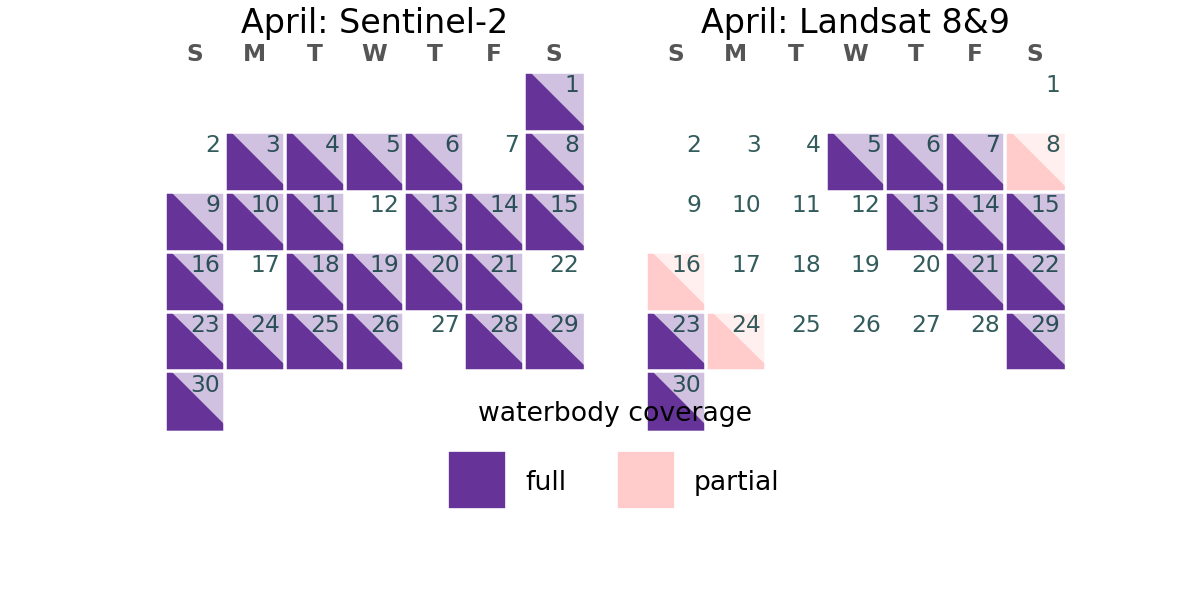 April: Sentinel-2
S M T W T F S
1
2 3 4 5 6 7 8
9 10 11 12 13 14 15
16 17 18 19 20 21 22
23 24 25 26 27 28 29
30
April: Landsat 8&9
S M T W T F S
1
2 3 4 5 6 7 8
9 10 11 12 13 14 15
16 17 18 19 20 21 22
23 24 25 26 27 28 29
30
waterbody coverage
full partial